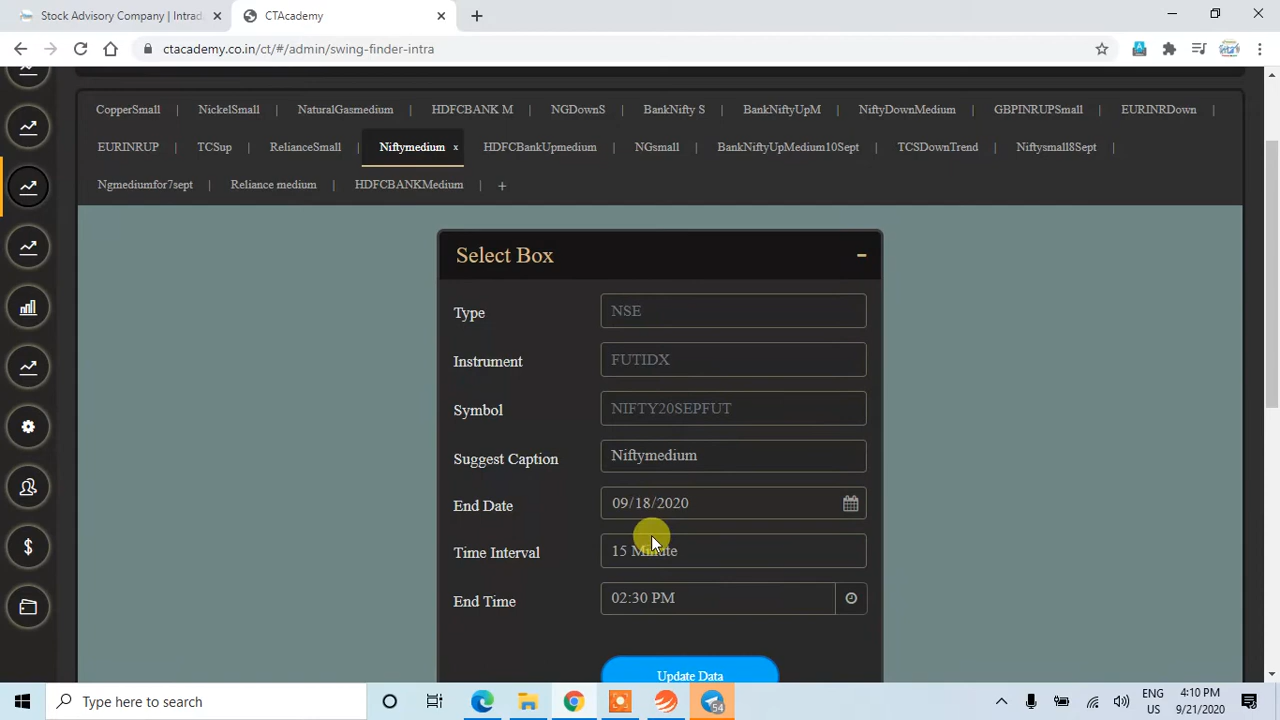 Stock Advisory Company | Intrad
CTAcademy
ctacademy.co.in/ct/#/admin/swing-finder-intra
CopperSmall | NickelSmall | NaturalGasmedium | HDFCBANK M | NGDownS | BankNifty S | BankNiftyUpM | NiftyDownMedium | GBPINRUPSmall | EURINRDown |
EURINRUP | TCSup | RelianceSmall | Niftymedium x HDFCBankUpmedium | NGsmall | BankNiftyUpMedium10Sept | TCSDownTrend | Niftysmall8Sept |
Ngmediumfor7sept | Reliance medium | HDFCBANKMedium | +
Select Box
Type NSE
Instrument FUTIDX
Symbol NIFTY20SEPFUT
Suggest Caption Niftymedium
End Date 09/18/2020
Time Interval 15 Minute
End Time 02:30 PM
Update Data
Type here to search
54
ENG 4:10 PM
US 9/21/2020